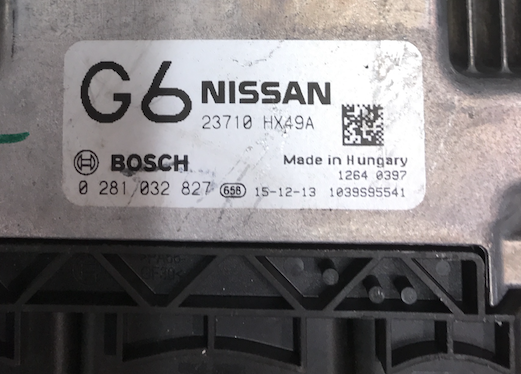 G6 NISSAN
23710 HX49A
BOSCH Made in Hungary
1264 0397
0 281 032 827 658 15-12-13 1039S95541